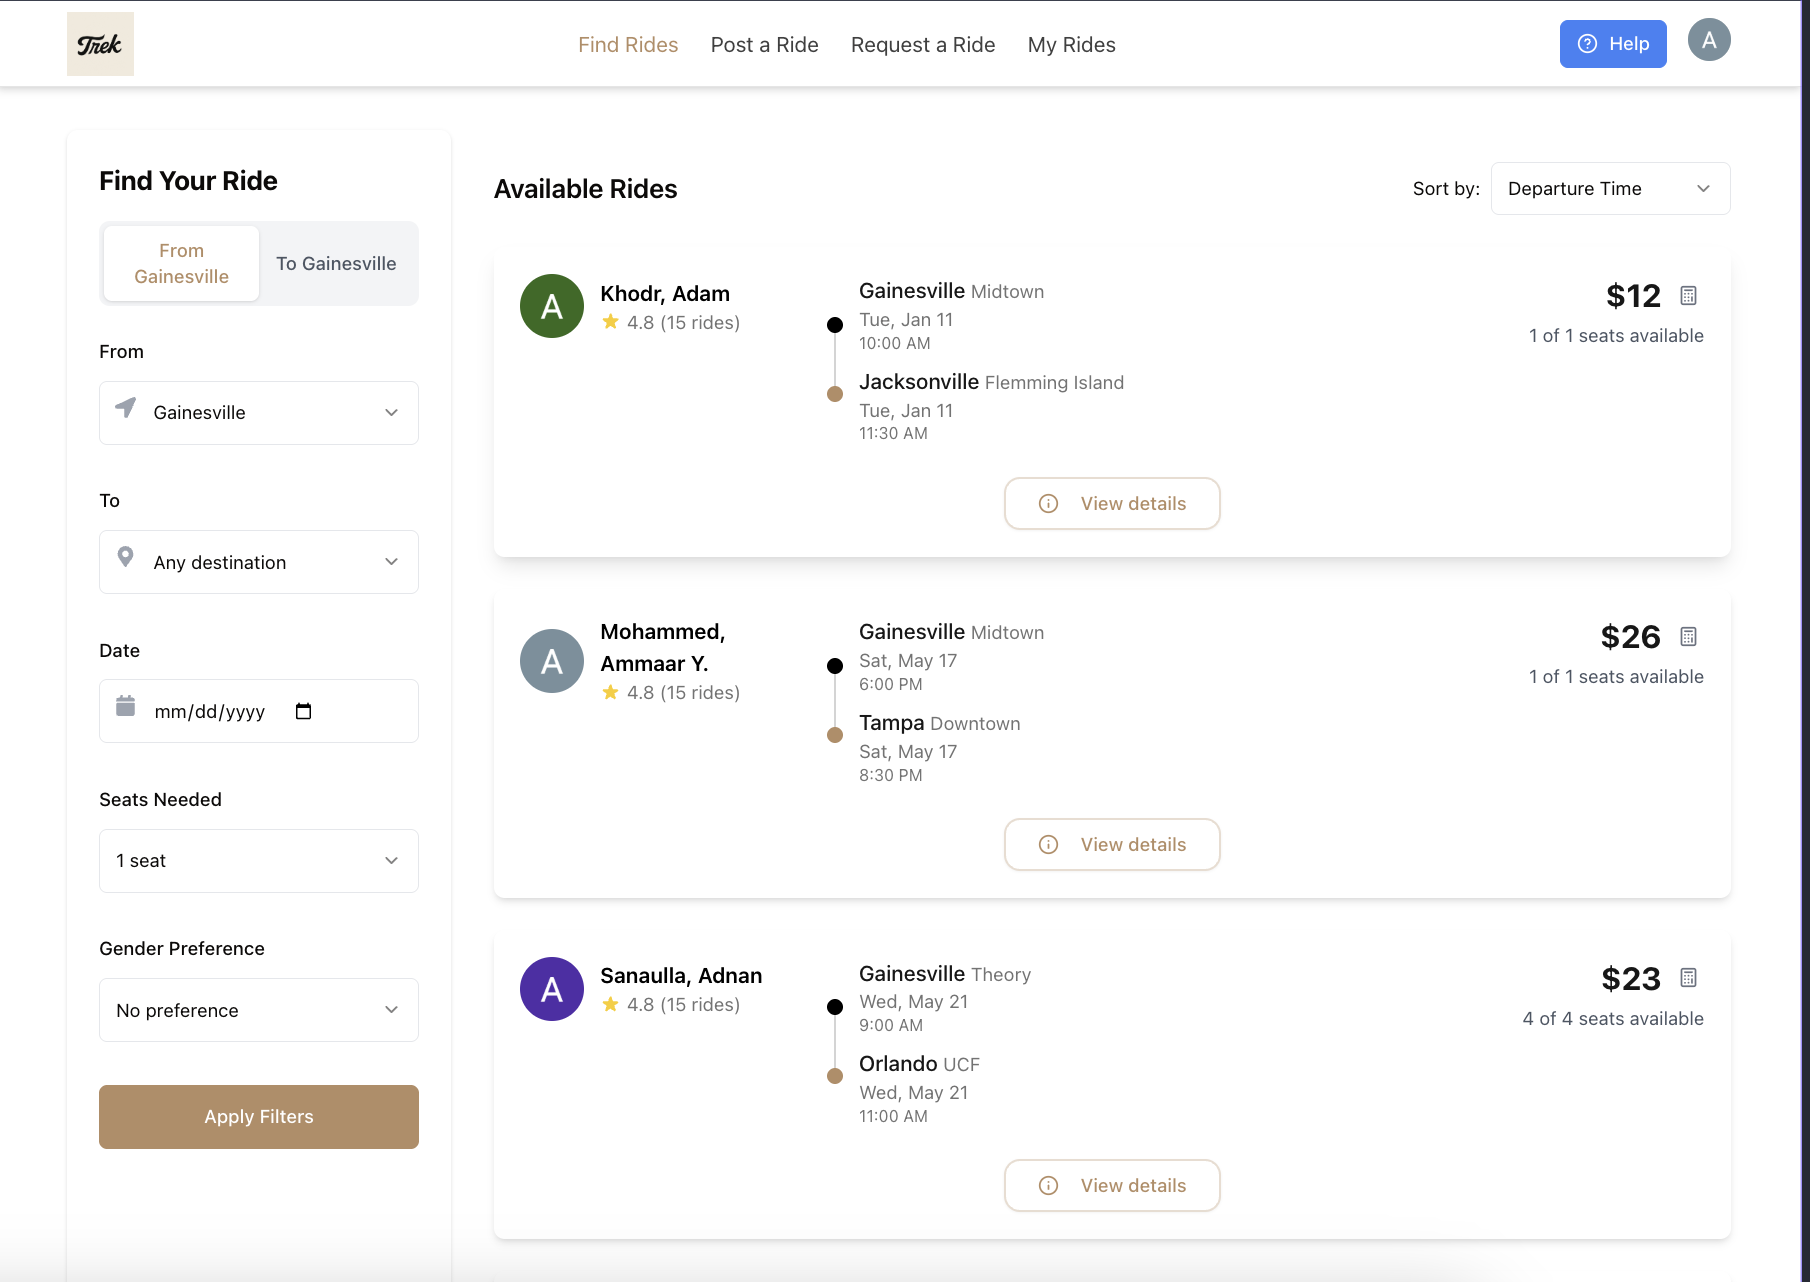 Trek
Find Rides
Post a Ride
Request a Ride
My Rides
Help
A
Find Your Ride
From
Gainesville
To Gainesville
From
Gainesville
To
Any destination
Date
mm/dd/yyyy
Seats Needed
1 seat
Gender Preference
No preference
Apply Filters
Available Rides
Sort by:
Departure Time
A
Khodr, Adam
4.8 (15 rides)
Gainesville Midtown
Tue, Jan 11
10:00 AM
Jacksonville Flemming Island
Tue, Jan 11
11:30 AM
$12
1 of 1 seats available
View details
A
Mohammed,
Ammaar Y.
4.8 (15 rides)
Gainesville Midtown
Sat, May 17
6:00 PM
Tampa Downtown
Sat, May 17
8:30 PM
$26
1 of 1 seats available
View details
A
Sanaulla, Adnan
4.8 (15 rides)
Gainesville Theory
Wed, May 21
9:00 AM
Orlando UCF
Wed, May 21
11:00 AM
$23
4 of 4 seats available
View details